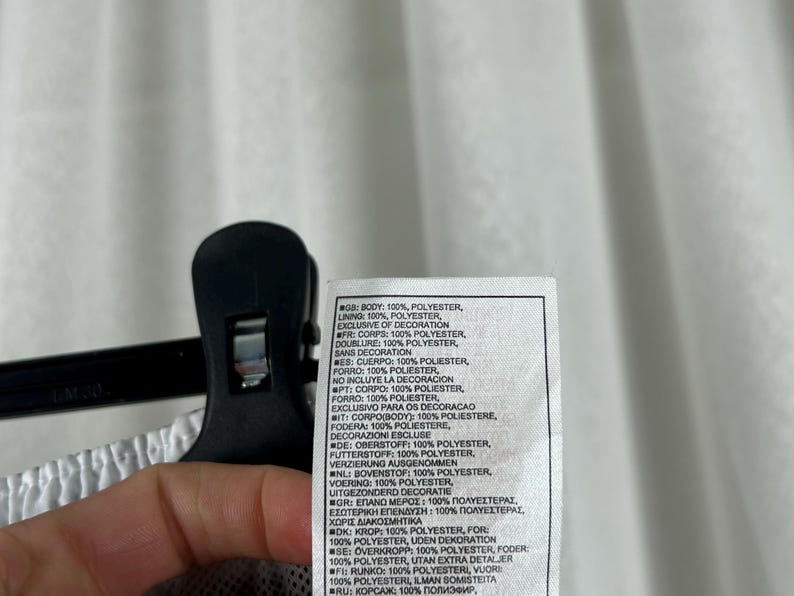 ■GB: BODY: 100%, POLYESTER,
LINING: 100%, POLYESTER,
EXCLUSIVE OF DECORATION
■FR: CORPS: 100% POLYESTER,
DOUBLURE: 100% POLYESTER,
SANS DECORATION
■ES: CUERPO: 100% POLIESTER,
FORRO: 100% POLIESTER,
NO INCLUYE LA DECORACION
■PT: CORPO: 100% POLIESTER,
FORRO: 100% POLIESTER,
EXCLUSIVO PARA OS DECORACAO
■IT: CORPO(BODY): 100% POLIESTERE,
FODERA: 100% POLIESTERE,
DECORAZIONI ESCLUSE
■DE: OBERSTOFF: 100% POLYESTER,
FUTTERSTOFF: 100% POLYESTER,
VERZIERUNG AUSGENOMMEN
■NL: BOVENSTOF: 100% POLYESTER,
VOERING: 100% POLYESTER,
UITGEZONDERD DECORATIE
■GR: ΕΠΑΝΩ ΜΕΡΟΣ : 100% ΠΟΛΥΕΣΤΕΡΑΣ,
ΕΣΩΤΕΡΙΚΗ ΕΠΕΝΔΥΣΗ : 100% ΠΟΛΥΕΣΤΕΡΑΣ,
ΧΩΡΙΣ ΔΙΑΚΟΣΜΗΤΙΚΑ
■DK: KROP: 100% POLYESTER, FOR:
100% POLYESTER, UDEN DEKORATION
■SE: ÖVERKROPP: 100% POLYESTER, FODER:
100% POLYESTER, UTAN EXTRA DETALJER
■FI: RUNKO: 100% POLYESTERI, VUORI:
100% POLYESTERI, ILMAN SOMISTEITA
■RU: КОРСАЖ: 100% ПОЛИЭФИР,